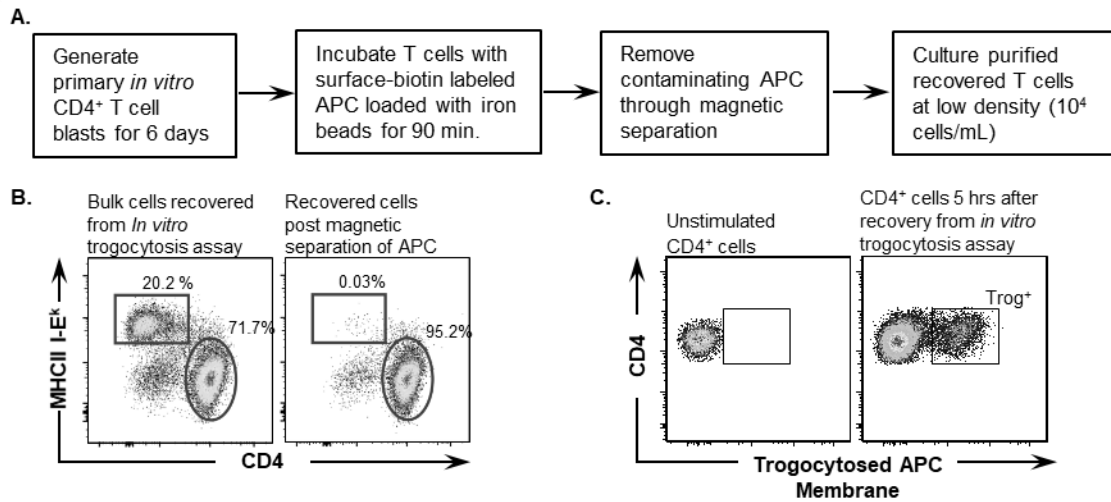 A.
Generate
primary in vitro
CD4⁺ T cell
blasts for 6 days
Incubate T cells with
surface-biotin labeled
APC loaded with iron
beads for 90 min.
Remove
contaminating APC
through magnetic
separation
Culture purified
recovered T cells
at low density (10⁴
cells/mL)
B.
Bulk cells recovered
from In vitro
trogocytosis assay
Recovered cells
post magnetic
separation of APC
20.2 %
71.7%
0.03%
95.2%
MHCII I-Eᵏ
CD4
C.
Unstimulated
CD4⁺ cells
CD4⁺ cells 5 hrs after
recovery from in vitro
trogocytosis assay
Trog⁺
CD4
Trogocytosed APC
Membrane